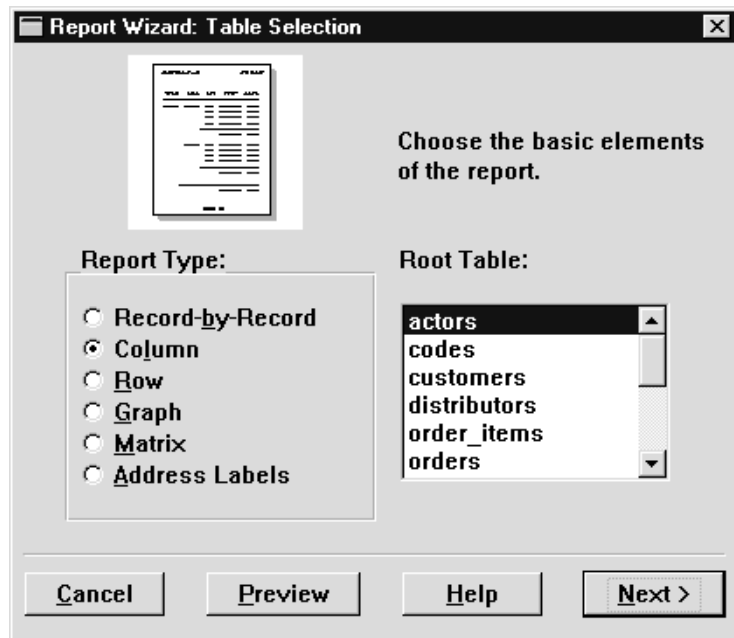 Report Wizard: Table Selection
Choose the basic elements
of the report.
Report Type:
Record-by-Record
Column
Row
Graph
Matrix
Address Labels
Root Table:
actors
codes
customers
distributors
order_items
orders
Cancel
Preview
Help
Next >